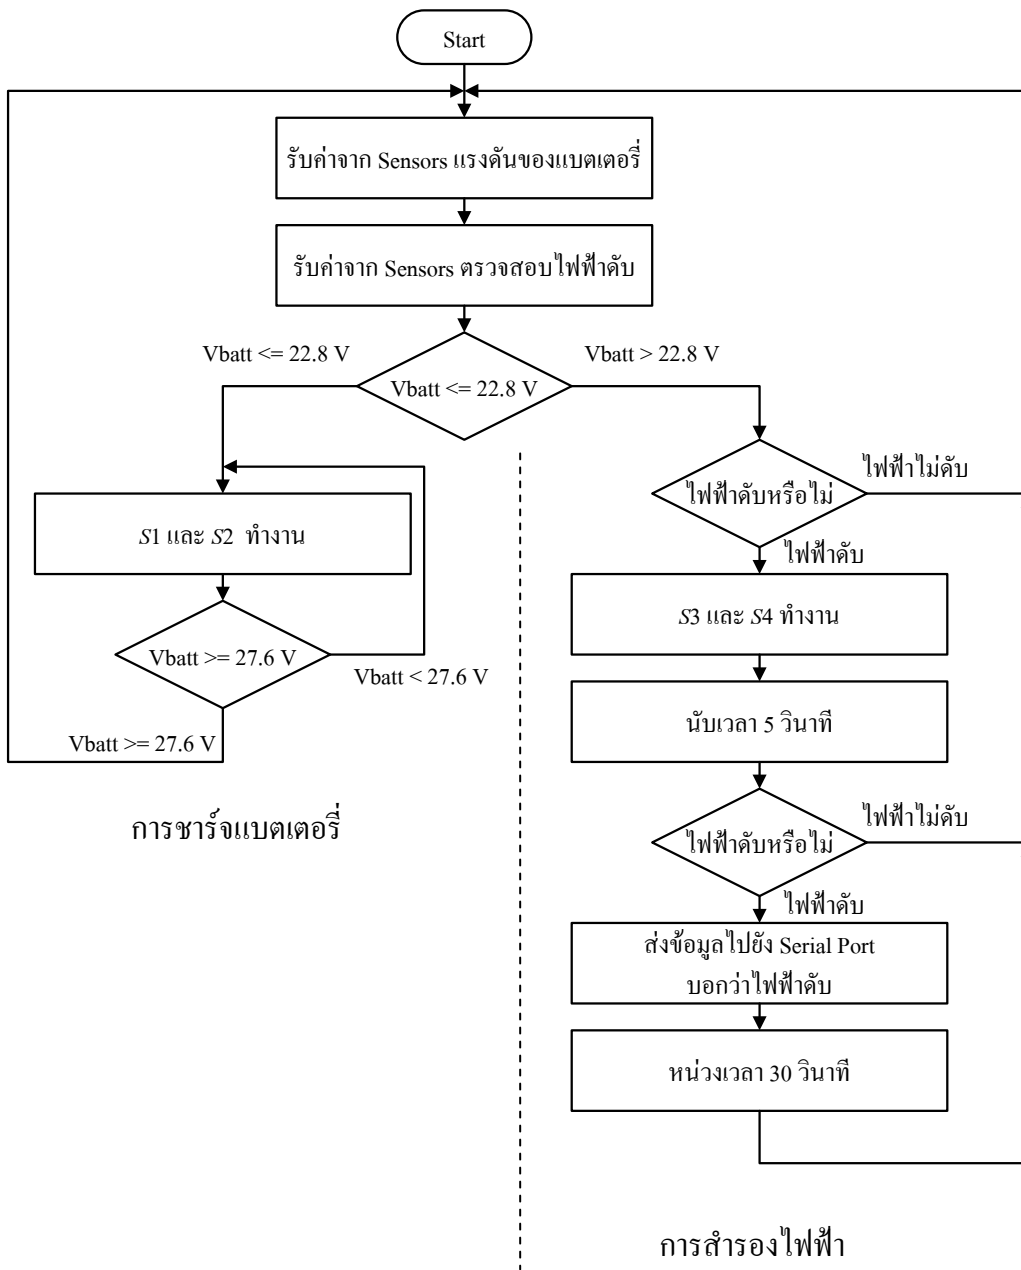 Start
รับค่าจาก Sensors แรงดันของแบตเตอรี่
รับค่าจาก Sensors ตรวจสอบไฟฟ้าดับ
Vbatt <= 22.8 V
Vbatt > 22.8 V
Vbatt <= 22.8 V
S1 และ S2 ทำงาน
Vbatt >= 27.6 V
Vbatt < 27.6 V
Vbatt >= 27.6 V
การชาร์จแบตเตอรี่
ไฟฟ้าดับหรือไม่
ไฟฟ้าไม่ดับ
ไฟฟ้าดับ
S3 และ S4 ทำงาน
นับเวลา 5 วินาที
ไฟฟ้าดับหรือไม่
ไฟฟ้าไม่ดับ
ไฟฟ้าดับ
ส่งข้อมูลไปยัง Serial Port
บอกว่าไฟฟ้าดับ
หน่วงเวลา 30 วินาที
การสำรองไฟฟ้า